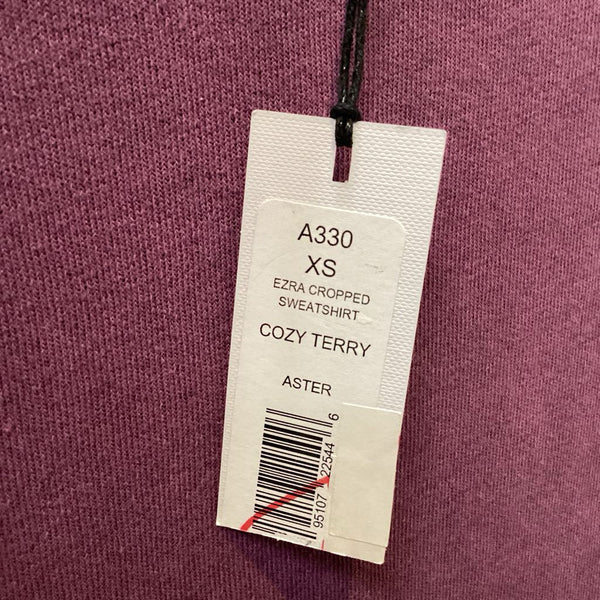 A330
XS
EZRA CROPPED
SWEATSHIRT
COZY TERRY
ASTER
95107 22544 6